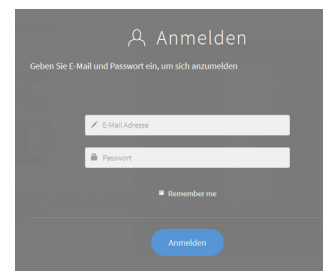 Anmelden
Geben Sie E-Mail und Passwort ein, um sich anzumelden
E-Mail Adresse
Passwort
Remember me
Anmelden